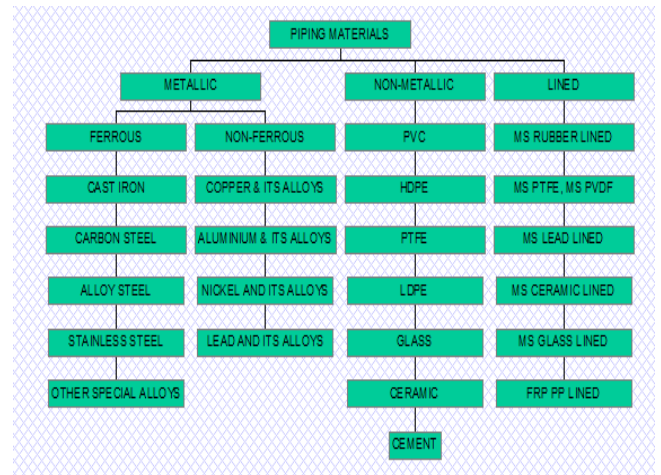 PIPING MATERIALS
METALLIC
NON-METALLIC
LINED
FERROUS
NON-FERROUS
PVC
MS RUBBER LINED
CAST IRON
COPPER & ITS ALLOYS
HDPE
MS PTFE, MS PVDF
CARBON STEEL
ALUMINIUM & ITS ALLOYS
PTFE
MS LEAD LINED
ALLOY STEEL
NICKEL AND ITS ALLOYS
LDPE
MS CERAMIC LINED
STAINLESS STEEL
LEAD AND ITS ALLOYS
GLASS
MS GLASS LINED
OTHER SPECIAL ALLOYS
CERAMIC
FRP PP LINED
CEMENT